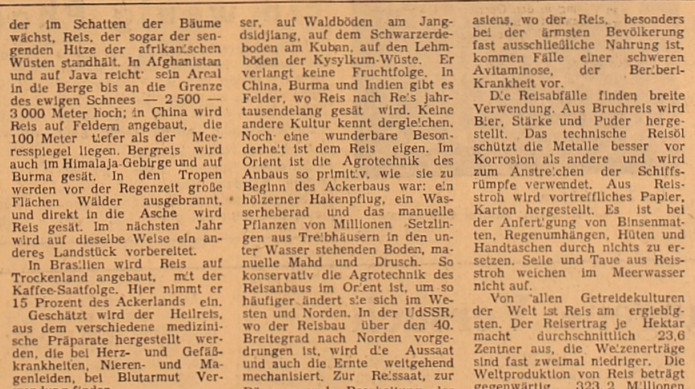 der im Schatten der Bäume
wächst, Reis, der sogar der sen-
genden Hitze der afrikanischen
Wüsten standhält. In Afghanistan
und auf Java reicht sein Areal
in die Berge bis an die Grenze
des ewigen Schnees — 2 500 —
3 000 Meter hoch; in China wird
Reis auf Feldern angebaut, die
100 Meter tiefer als der Mee-
resspiegel liegen. Bergreis wird
auch im Himalaja-Gebirge und auf
Burma gesät. In den Tropen
werden vor der Regenzeit große
Flächen Wälder ausgebrannt,
und direkt in die Asche wird
Reis gesät. Im nächsten Jahr
wird auf dieselbe Weise ein an-
deres Landstück vorbereitet.
In Brasilien wird Reis auf
Trockenland angebaut, mit der
Kaffee-Saatfolge. Hier nimmt er
15 Prozent des Ackerlands ein.
Geschätzt wird der Heilreis,
aus dem verschiedene medizini-
sche Präparate hergestellt wer-
den, die bei Herz- und Gefäß-
krankheiten, Nieren- und Ma-
genleiden, bei Blutarmut Ver-
ser, auf Waldböden am Jang-
dsidjiang, auf dem Schwarzerde-
boden am Kuban, auf den Lehm-
böden der Kysylkum-Wüste. Er
verlangt keine Fruchtfolge. In
China, Burma und Indien gibt es
Felder, wo Reis nach Reis jahr-
tausendelang gesät wird. Keine
andere Kultur kennt dergleichen.
Noch eine wunderbare Beson-
derheit ist dem Reis eigen. Im
Orient ist die Agrotechnik des
Anbaus so primitiv, wie sie zu
Beginn des Ackerbaus war: ein
hölzerner Hakenpflug, ein Was-
serheberad und das manuelle
Pflanzen von Millionen Setzlin-
gen aus Treibhäusern in den un-
ter Wasser stehenden Boden, ma-
nuelle Mahd und Drusch. So
konservativ die Agrotechnik des
Reisanbaus im Orient ist, um so
häufiger ändert sie sich im We-
sten und Norden. In der UdSSR,
wo der Reisbau über den 40.
Breitegrad nach Norden vorge-
drungen ist, wird die Aussaat
und auch die Ernte weitgehend
mechanisiert. Zur Reissaat, zur
asiens, wo der Reis, besonders
bei der ärmsten Bevölkerung
fast ausschließliche Nahrung ist,
kommen Fälle einer schweren
Avitaminose, der Beriberi-
Krankheit vor.
Die Reisabfälle finden breite
Verwendung. Aus Bruchreis wird
Bier, Stärke und Puder herge-
stellt. Das technische Reisöl
schützt die Metalle besser vor
Korrosion als andere und wird
zum Anstreichen der Schiffs-
rümpfe verwendet. Aus Reis-
stroh wird vortreffliches Papier,
Karton hergestellt. Es ist bei
der Anfertigung von Binsenmat-
ten, Regenumhängen, Hüten und
Handtaschen durch nichts zu er-
setzen. Seile und Taue aus Reis-
stroh weichen im Meerwasser
nicht auf.
Von allen Getreidekulturen
der Welt ist Reis am ergiebig-
sten. Der Reisertrag je Hektar
macht durchschnittlich 23,6
Zentner aus, die Weizenerträge
sind fast zweimal niedriger. Die
Weltproduktion von Reis beträgt
gegenwärtig 323,2 Millionen